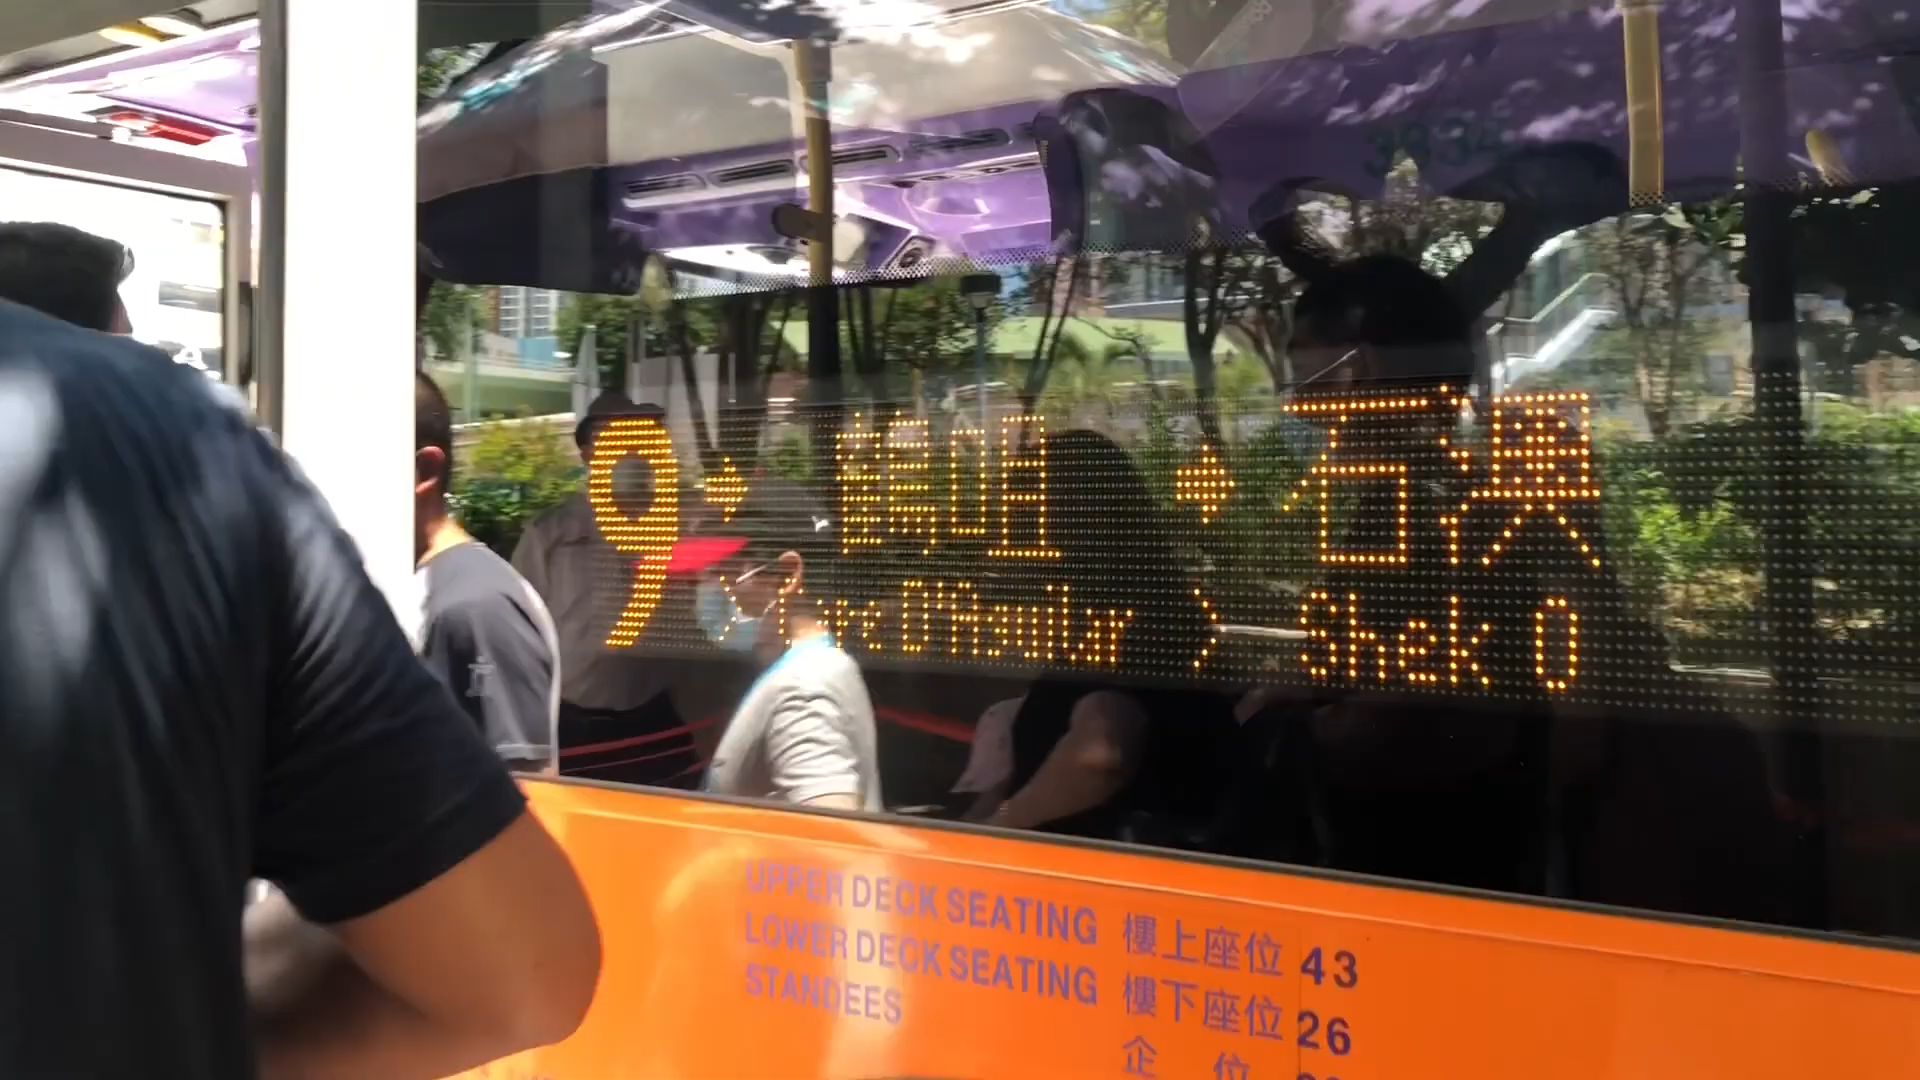 9 → 鶴咀 → 石澳
Cape D'Aguilar > Shek O
UPPER DECK SEATING 樓上座位 43
LOWER DECK SEATING 樓下座位 26
STANDEES 企 位